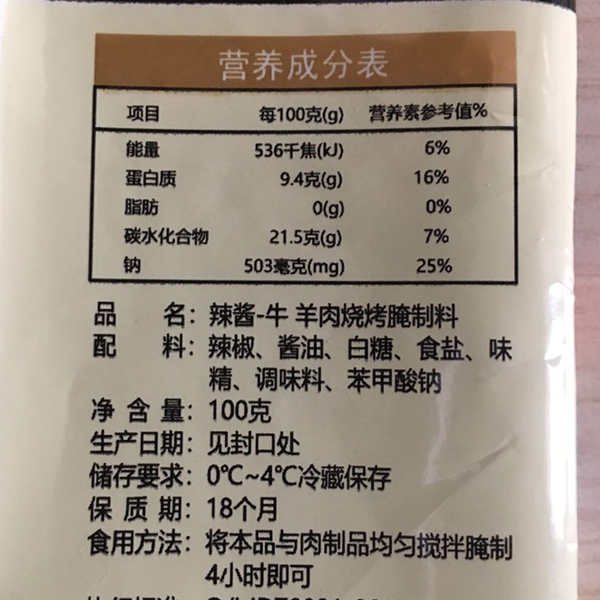 营养成分表
项目 每100克(g) 营养素参考值%
能量 536千焦(kJ) 6%
蛋白质 9.4克(g) 16%
脂肪 0(g) 0%
碳水化合物 21.5克(g) 7%
钠 503毫克(mg) 25%
品 名：辣酱-牛 羊肉烧烤腌制料
配 料：辣椒、酱油、白糖、食盐、味
精、调味料、苯甲酸钠
净 含 量：100克
生产日期：见封口处
储存要求：0℃~4℃冷藏保存
保 质 期：18个月
食用方法：将本品与肉制品均匀搅拌腌制
4小时即可